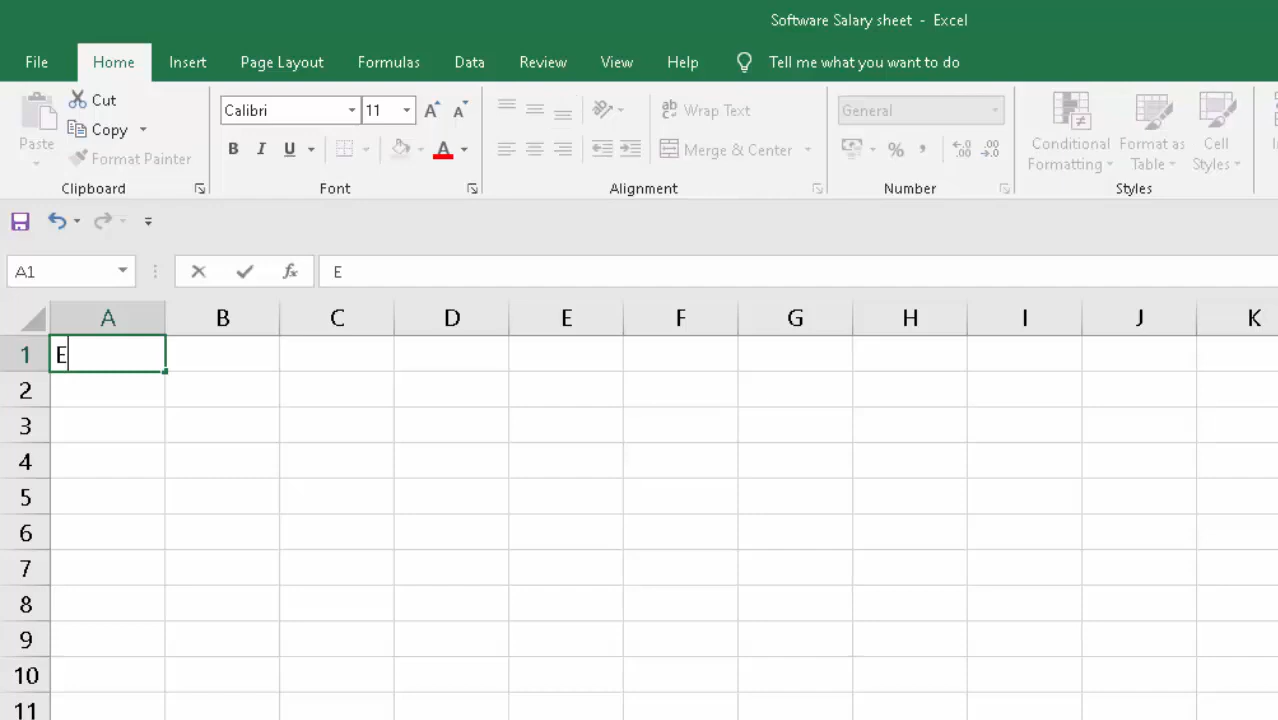 Software Salary sheet - Excel
File Home Insert Page Layout Formulas Data Review View Help Tell me what you want to do
Paste Cut Copy Format Painter
Clipboard
Calibri 11 A A
B I U A
Font
ab Wrap Text
Merge & Center
Alignment
General
% , .00 .00
Number
Conditional Formatting
Format as Table
Cell Styles
Styles
A1 fx E
A B C D E F G H I J K
1 E
2
3
4
5
6
7
8
9
10
11